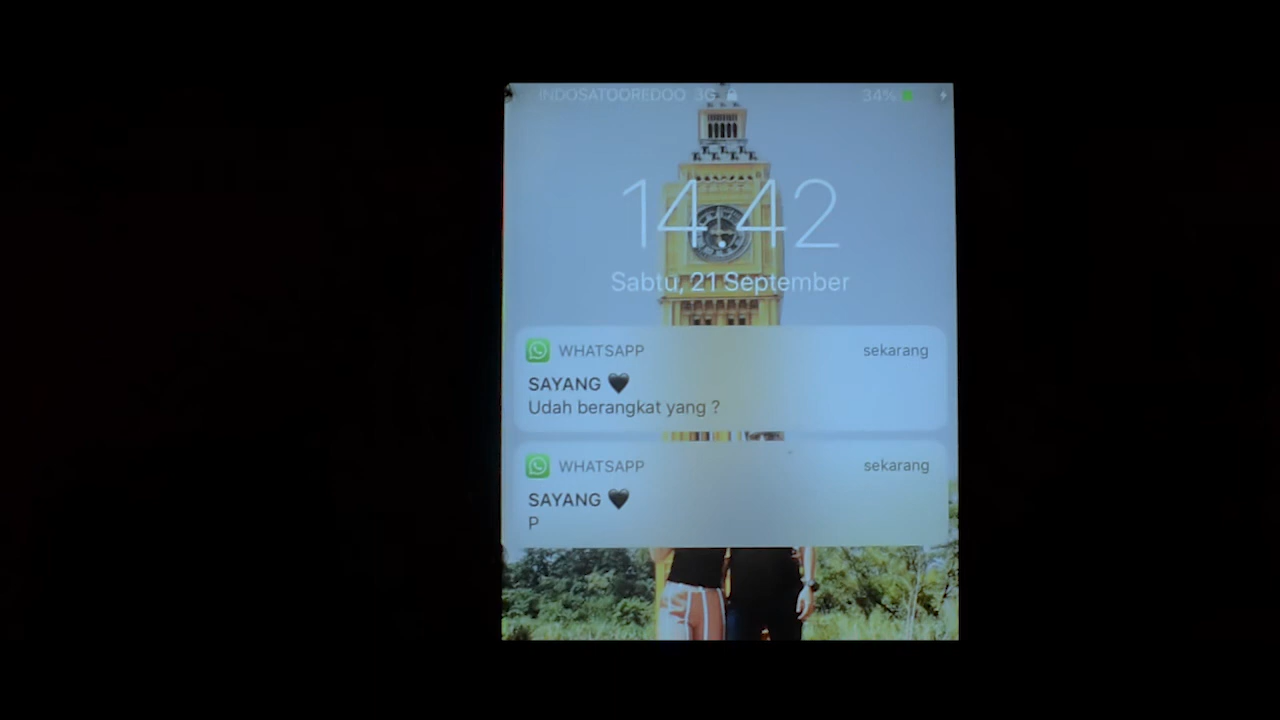 INDOSATOOREDOO 3G 34%
14.42
Sabtu, 21 September
WHATSAPP sekarang
SAYANG 🖤
Udah berangkat yang ?
WHATSAPP sekarang
SAYANG 🖤
P